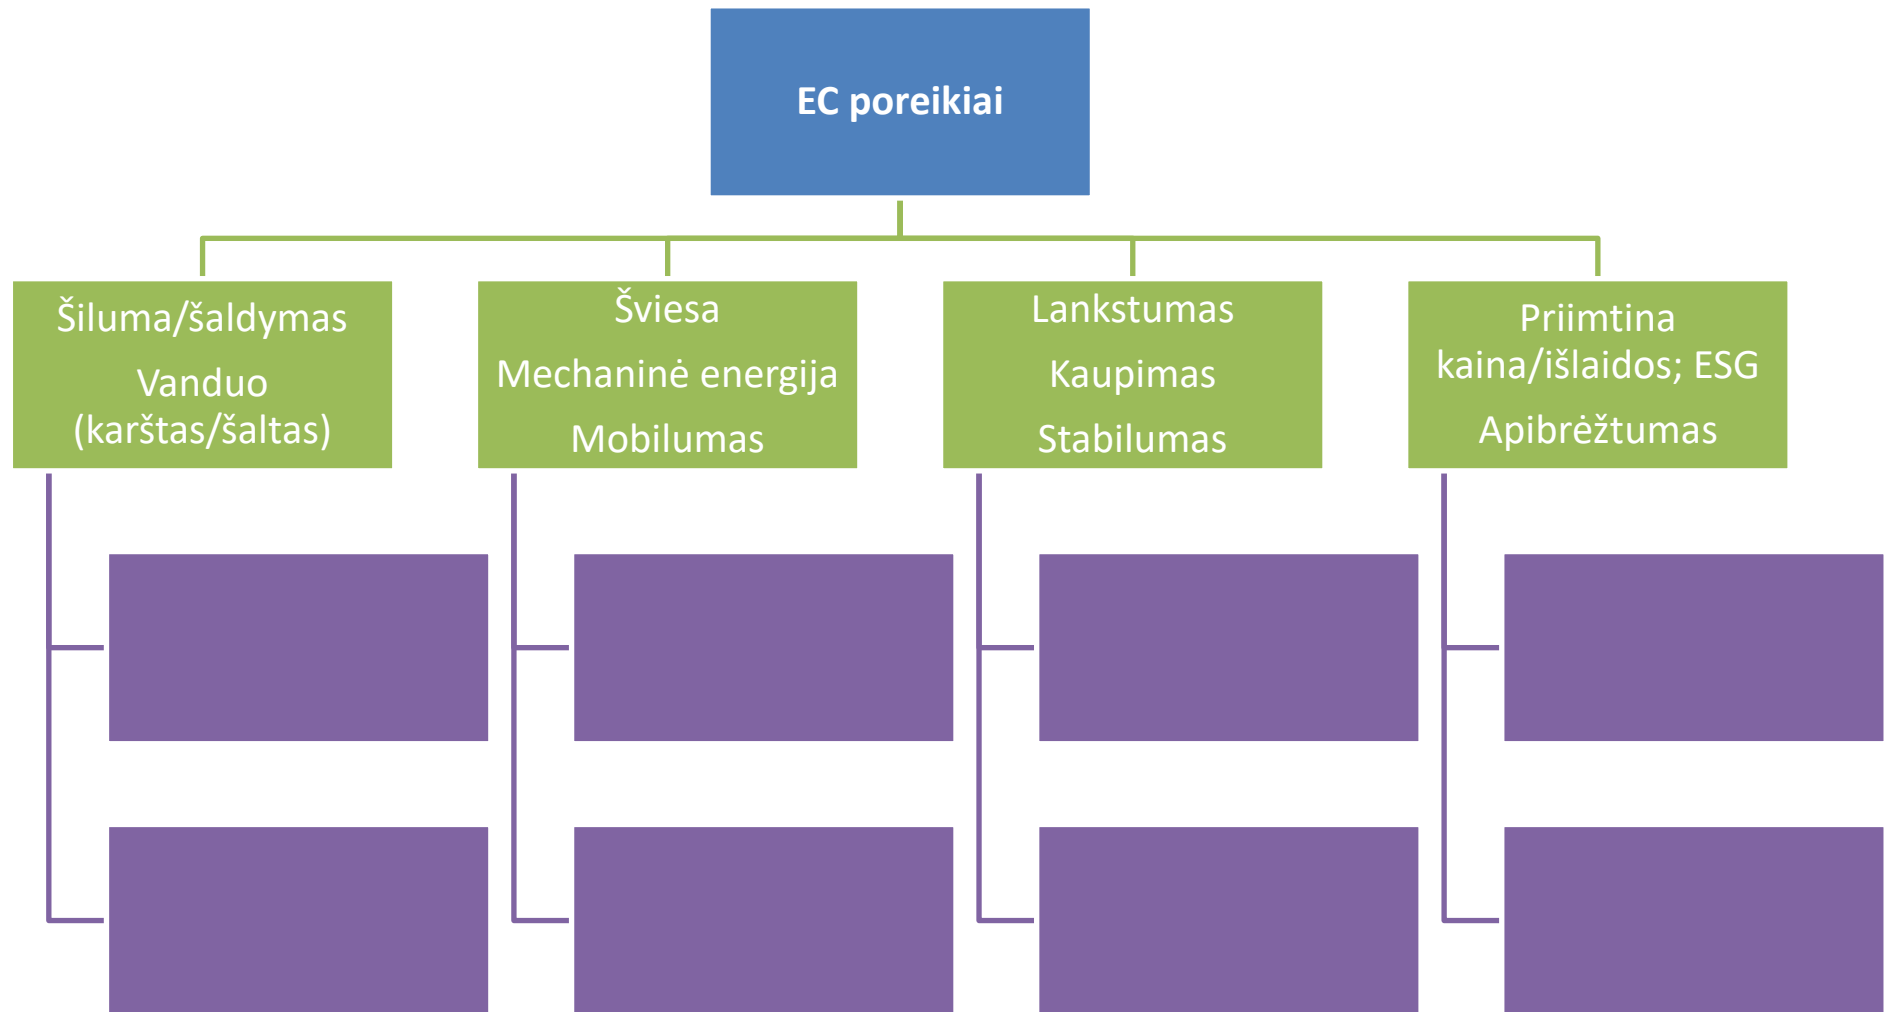 EC poreikiai
Šiluma/šaldymas
Vanduo
(karštas/šaltas)
Šviesa
Mechaninė energija
Mobilumas
Lankstumas
Kaupimas
Stabilumas
Priimtina
kaina/išlaidos; ESG
Apibrėžtumas